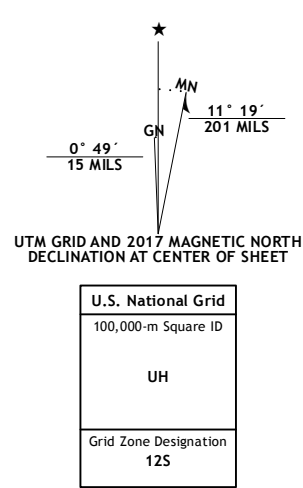 ★
MN
GN
11° 19´
201 MILS
0° 49´
15 MILS
UTM GRID AND 2017 MAGNETIC NORTH
DECLINATION AT CENTER OF SHEET
U.S. National Grid
100,000-m Square ID
UH
Grid Zone Designation
12S